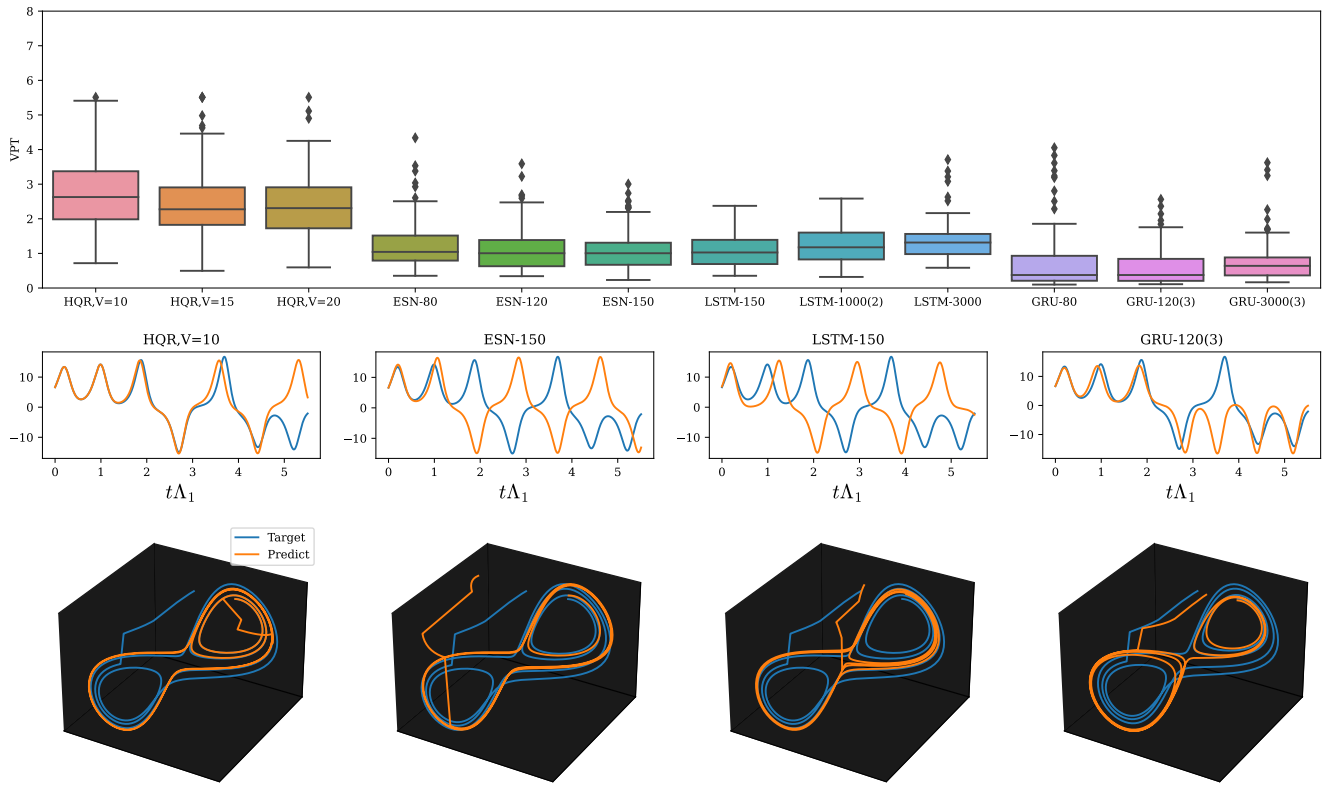 8
7
6
5
4
3
2
1
0
VPT
HQR,V=10 HQR,V=15 HQR,V=20 ESN-80 ESN-120 ESN-150 LSTM-150 LSTM-1000(2) LSTM-3000 GRU-80 GRU-120(3) GRU-3000(3)
HQR,V=10 ESN-150 LSTM-150 GRU-120(3)
10 10 10 10
0 0 0 0
−10 −10 −10 −10
0 1 2 3 4 5 0 1 2 3 4 5 0 1 2 3 4 5 0 1 2 3 4 5
tΛ₁ tΛ₁ tΛ₁ tΛ₁
Target
Predict